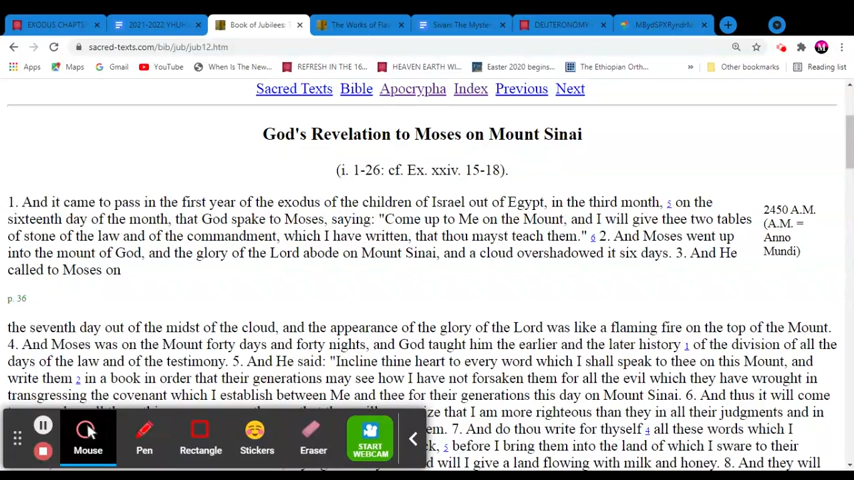 EXODUS CHAPT
2021-2022 YHUH
Book of Jubilees:
The Works of Fla
Swain The Myster
DEUTERONOMY
MBydSPXRjyndrM
sacred-texts.com/bib/jub/jub12.htm
M
Apps
Gmail
YouTube
When Is The New...
REFRESH IN THE 16...
HEAVEN EARTH WI...
Easter 2020 begins...
The Ethiopian Orth...
»
Other bookmarks
Reading list
Sacred Texts Bible Apocrypha Index Previous Next
God's Revelation to Moses on Mount Sinai
(i. 1-26: cf. Ex. xxiv. 15-18).
1. And it came to pass in the first year of the exodus of the children of Israel out of Egypt, in the third month, 5 on the
sixteenth day of the month, that God spake to Moses, saying: "Come up to Me on the Mount, and I will give thee two tables
of stone of the law and of the commandment, which I have written, that thou mayst teach them." 6 2. And Moses went up
into the mount of God, and the glory of the Lord abode on Mount Sinai, and a cloud overshadowed it six days. 3. And He
called to Moses on
2450 A.M.
(A.M. =
Anno
Mundi)
p. 36
the seventh day out of the midst of the cloud, and the appearance of the glory of the Lord was like a flaming fire on the top of the Mount.
4. And Moses was on the Mount forty days and forty nights, and God taught him the earlier and the later history 1 of the division of all the
days of the law and of the testimony. 5. And He said: "Incline thine heart to every word which I shall speak to thee on this Mount, and
write them 2 in a book in order that their generations may see how I have not forsaken them for all the evil which they have wrought in
transgressing the covenant which I establish between Me and thee for their generations this day on Mount Sinai. 6. And thus it will come
that I am more righteous than they in all their judgments and in
em. 7. And do thou write for thyself 4 all these words which I
ck, 5 before I bring them into the land of which I sware to their
d will I give a land flowing with milk and honey. 8. And they will
Mouse
Pen
Rectangle
Stickers
Eraser
START
WEBCAM